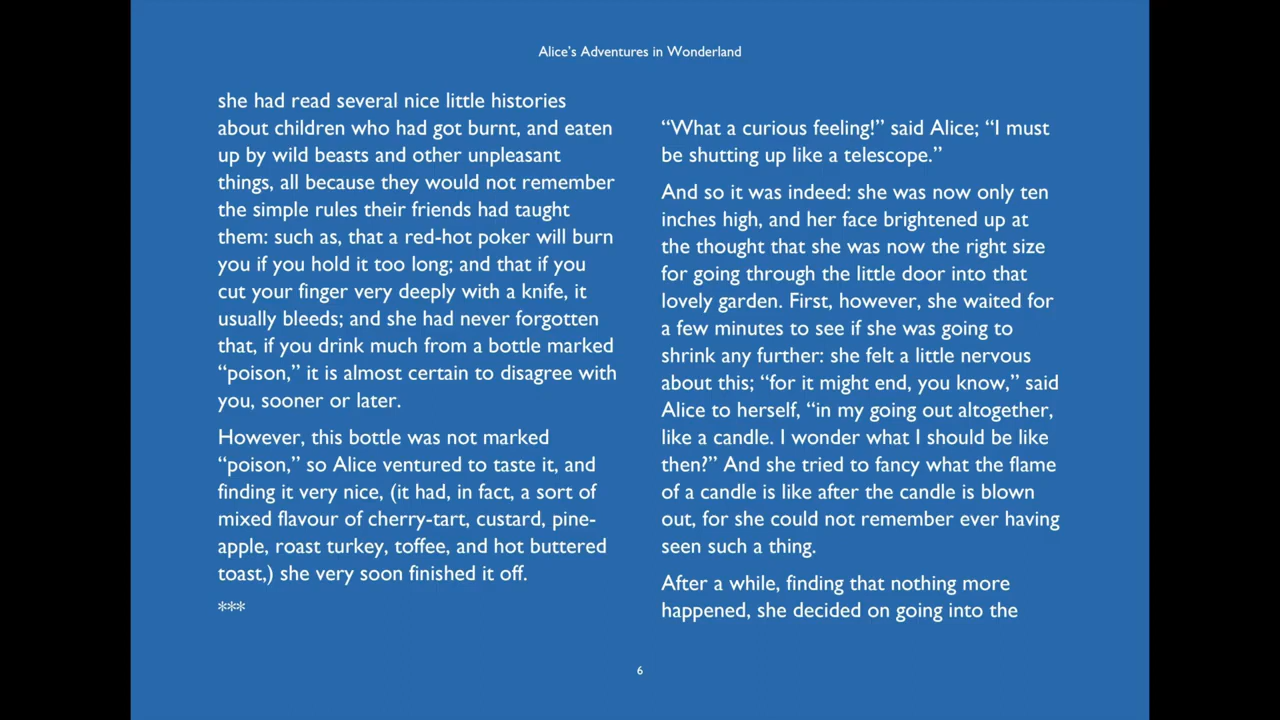 Alice’s Adventures in Wonderland
she had read several nice little histories
about children who had got burnt, and eaten
up by wild beasts and other unpleasant
things, all because they would not remember
the simple rules their friends had taught
them: such as, that a red-hot poker will burn
you if you hold it too long; and that if you
cut your finger very deeply with a knife, it
usually bleeds; and she had never forgotten
that, if you drink much from a bottle marked
“poison,” it is almost certain to disagree with
you, sooner or later.
However, this bottle was not marked
“poison,” so Alice ventured to taste it, and
finding it very nice, (it had, in fact, a sort of
mixed flavour of cherry-tart, custard, pine-
apple, roast turkey, toffee, and hot buttered
toast,) she very soon finished it off.
***
“What a curious feeling!” said Alice; “I must
be shutting up like a telescope.”
And so it was indeed: she was now only ten
inches high, and her face brightened up at
the thought that she was now the right size
for going through the little door into that
lovely garden. First, however, she waited for
a few minutes to see if she was going to
shrink any further: she felt a little nervous
about this; “for it might end, you know,” said
Alice to herself, “in my going out altogether,
like a candle. I wonder what I should be like
then?” And she tried to fancy what the flame
of a candle is like after the candle is blown
out, for she could not remember ever having
seen such a thing.
After a while, finding that nothing more
happened, she decided on going into the
6